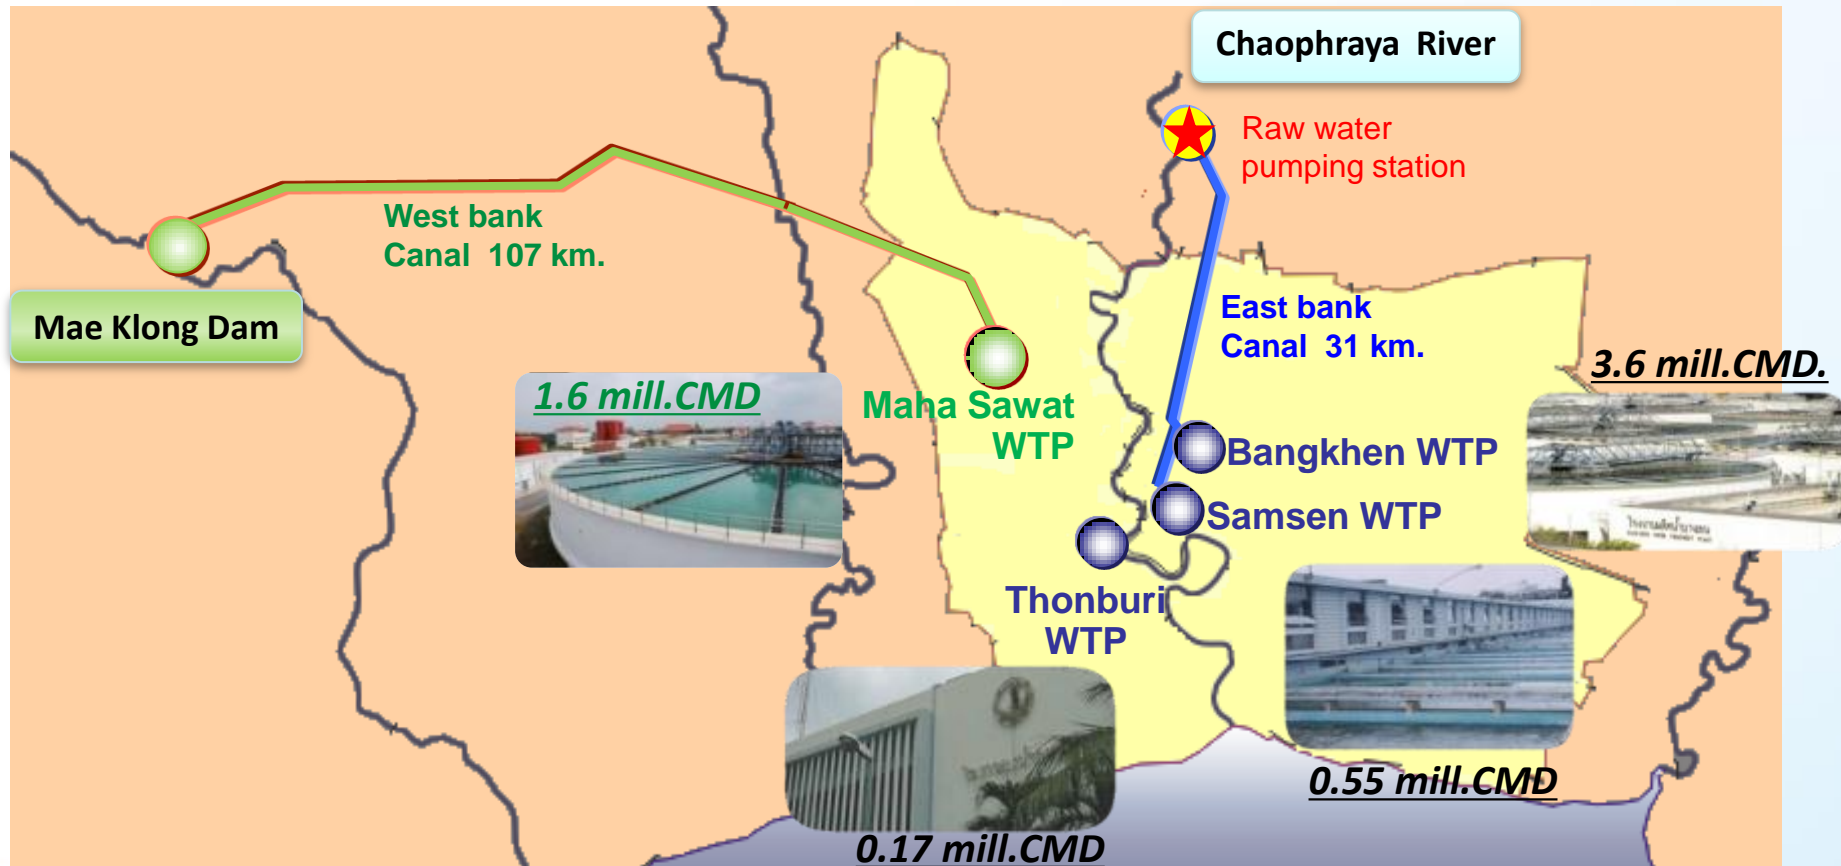 Chaophraya River
Raw water
pumping station
West bank
Canal 107 km.
Mae Klong Dam
East bank
Canal 31 km.
3.6 mill.CMD.
1.6 mill.CMD
Maha Sawat
WTP
Bangkhen WTP
Samsen WTP
Thonburi
WTP
0.55 mill.CMD
0.17 mill.CMD